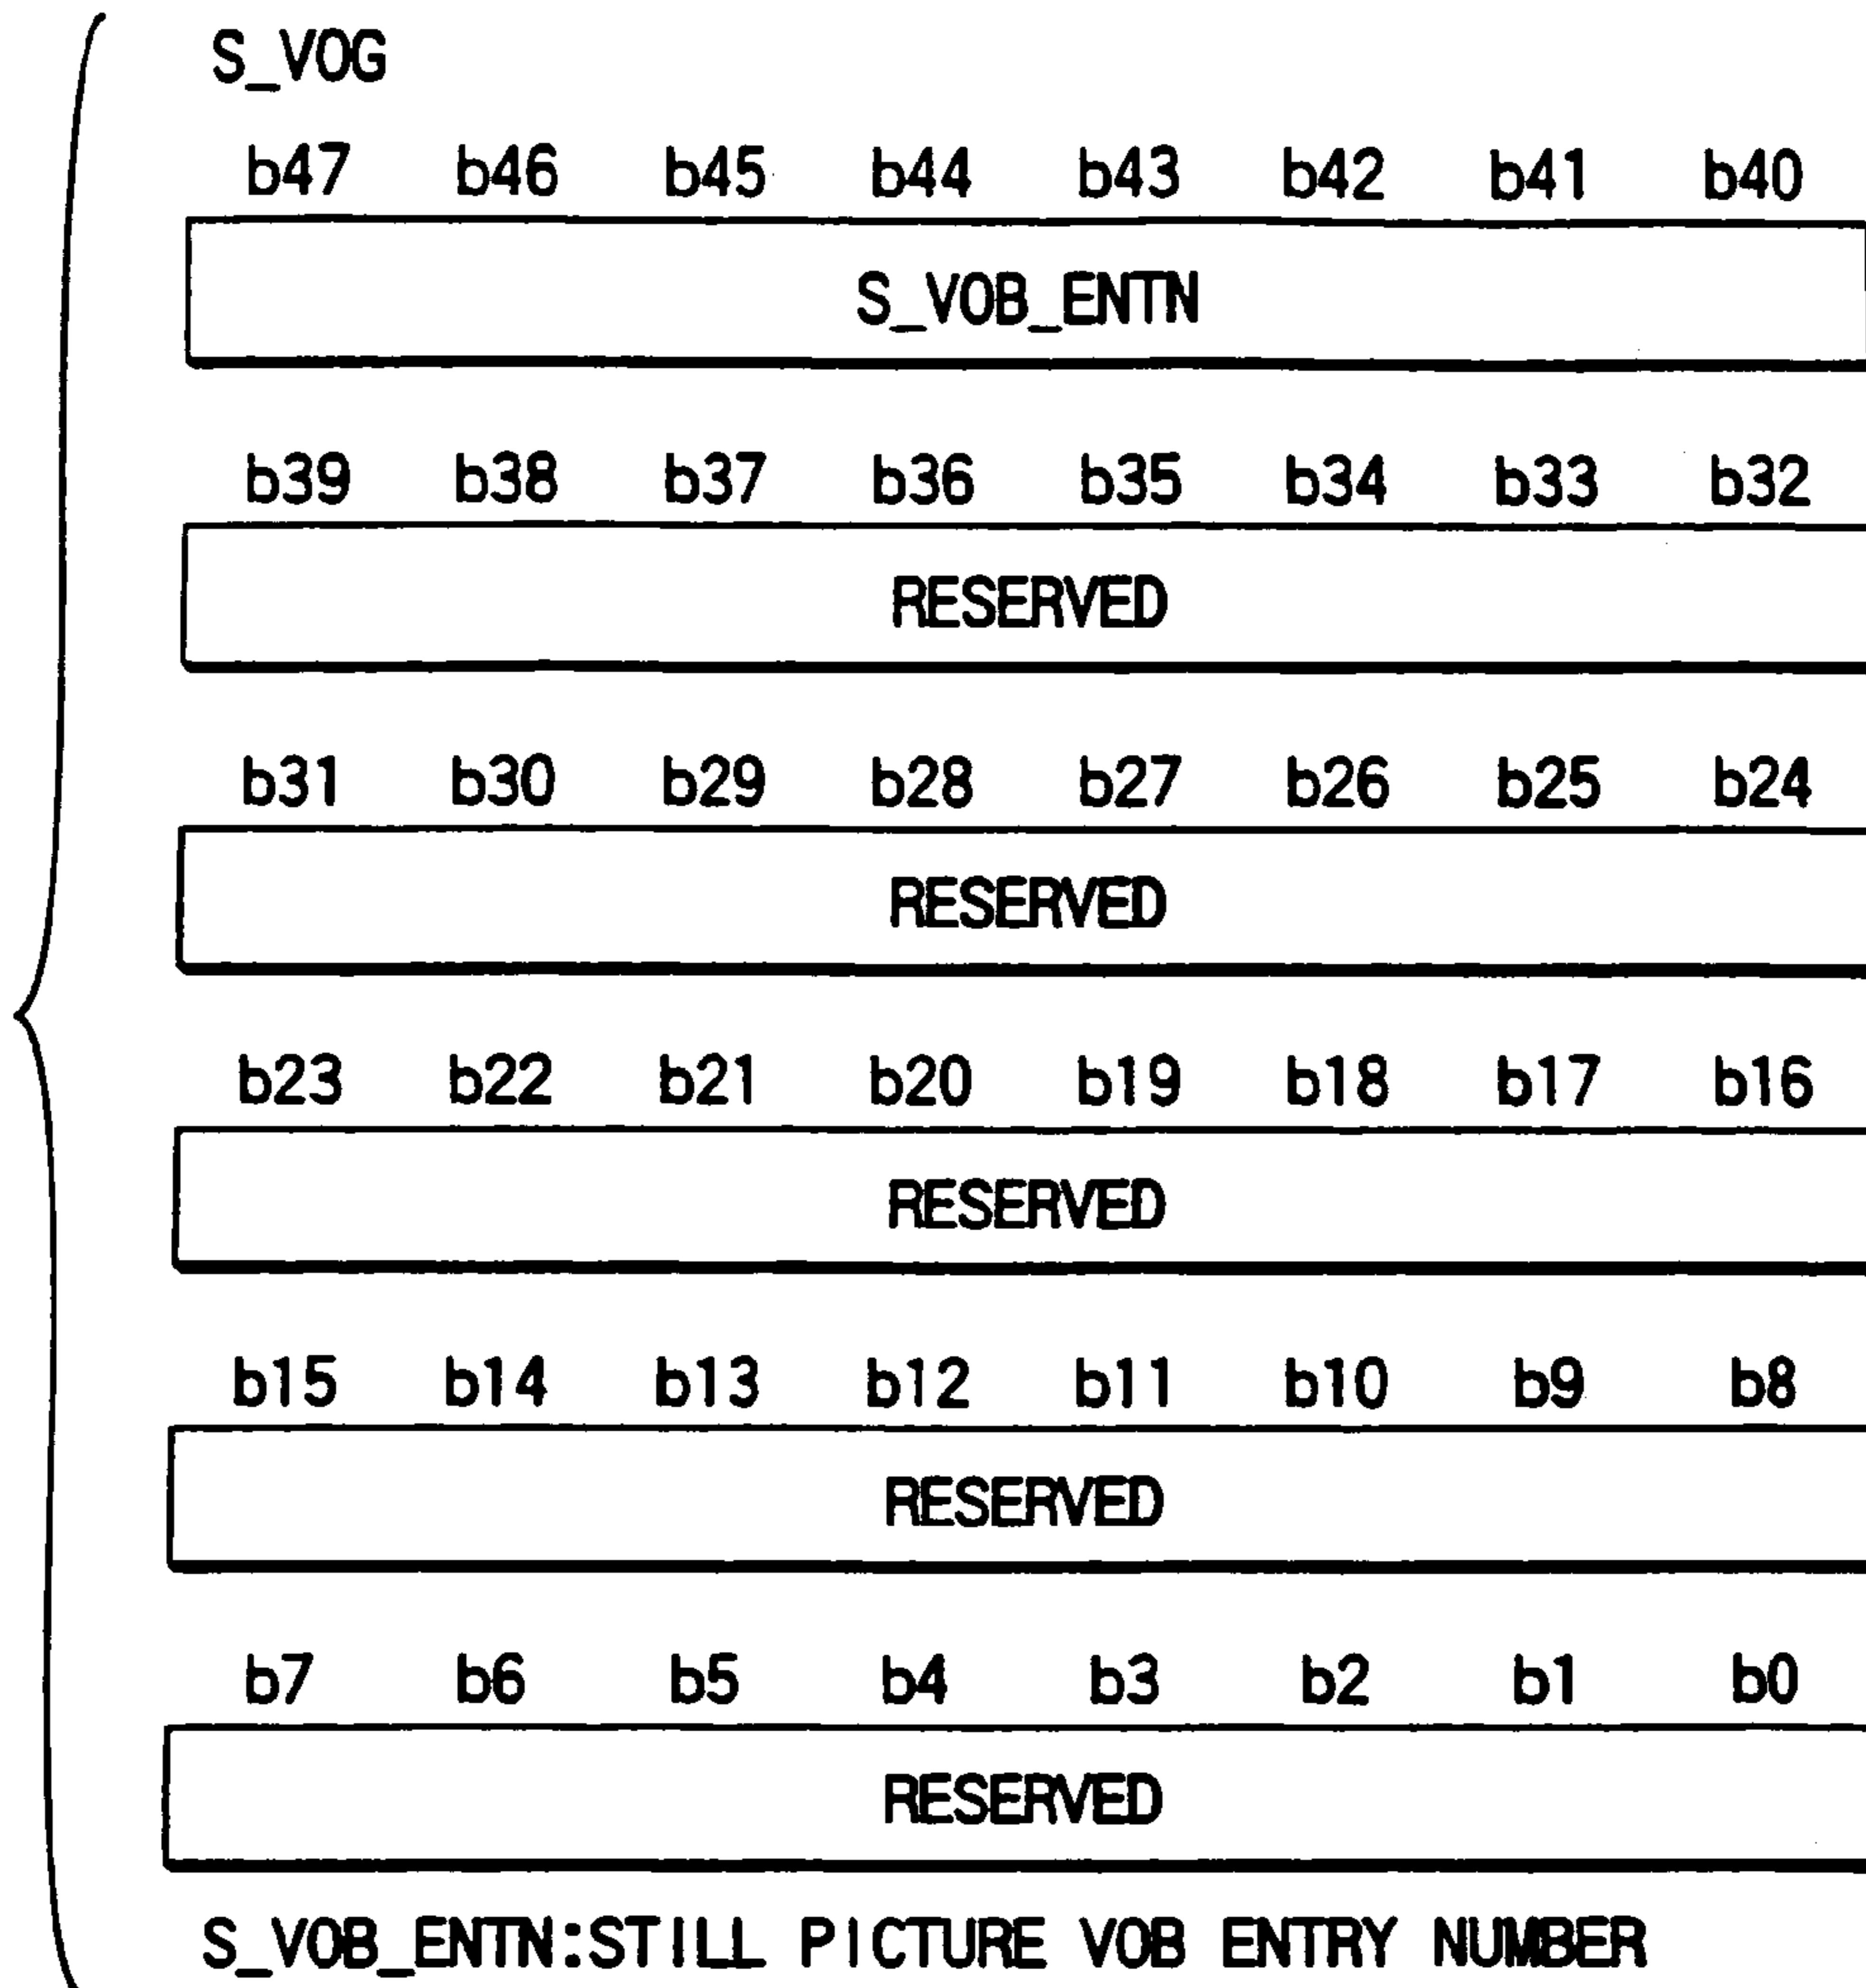 S_VOG
b47 b46 b45 b44 b43 b42 b41 b40
S_VOB_ENTN
b39 b38 b37 b36 b35 b34 b33 b32
RESERVED
b31 b30 b29 b28 b27 b26 b25 b24
RESERVED
b23 b22 b21 b20 b19 b18 b17 b16
RESERVED
b15 b14 b13 b12 b11 b10 b9 b8
RESERVED
b7 b6 b5 b4 b3 b2 b1 b0
RESERVED
S_VOB_ENTN:STILL PICTURE VOB ENTRY NUMBER